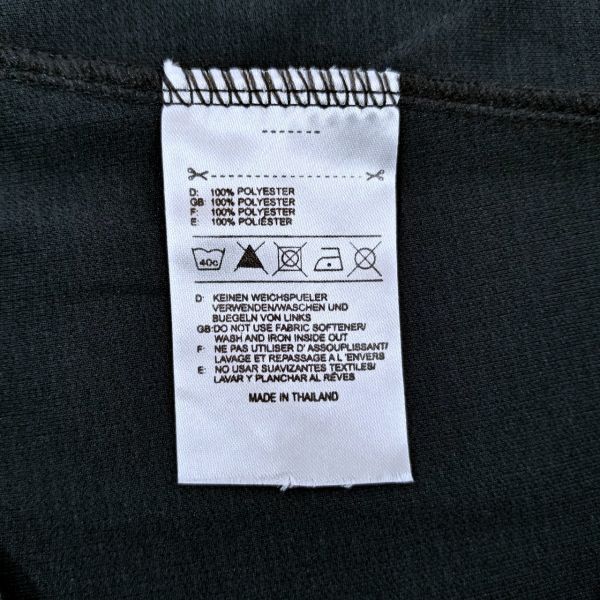 D: 100% POLYESTER
GB: 100% POLYESTER
F: 100% POLYESTER
E: 100% POLIÉSTER
40c
D: KEINEN WEICHSPUELER
VERWENDEN/WASCHEN UND
BUEGELN VON LINKS
GB:DO NOT USE FABRIC SOFTENER/
WASH AND IRON INSIDE OUT
F: NE PAS UTILISER D'ASSOUPLISSANT/
LAVAGE ET REPASSAGE A L'ENVERS
E: NO USAR SUAVIZANTES TEXTILES/
LAVAR Y PLANCHAR AL RÉVES
MADE IN THAILAND